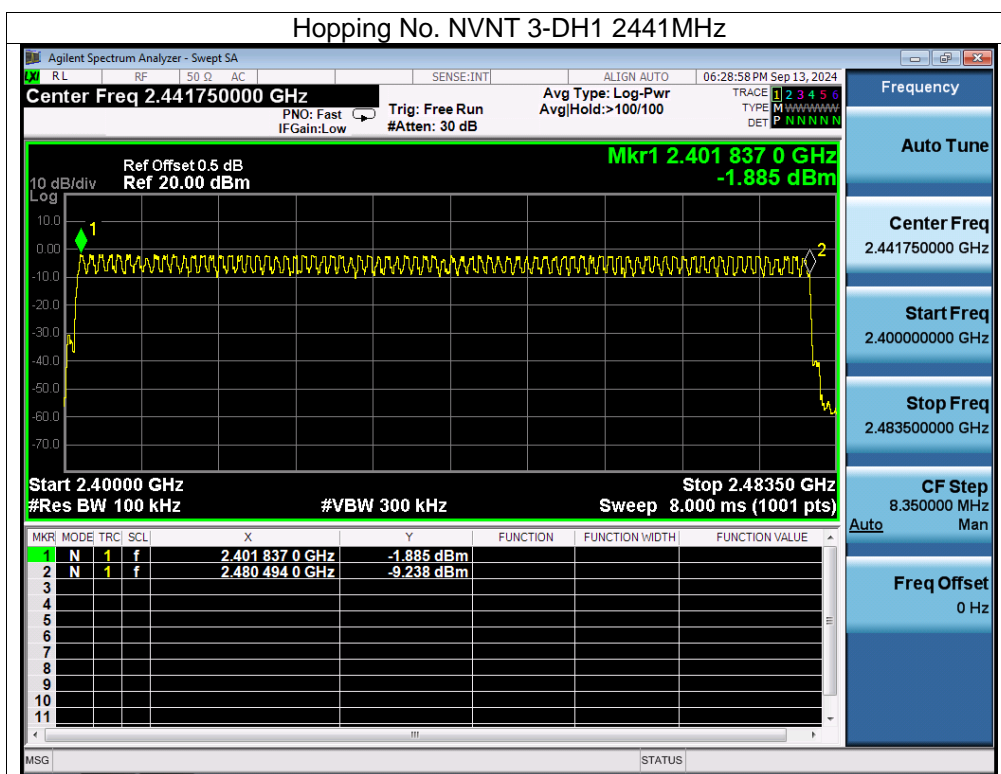 Hopping No. NVNT 3-DH1 2441MHz
Agilent Spectrum Analyzer - Swept SA
LXI RL RF 50 Ω AC SENSE:INT ALIGN AUTO 06:28:58 PM Sep 13, 2024
Center Freq 2.441750000 GHz
PNO: Fast
IFGain:Low
Trig: Free Run
#Atten: 30 dB
Avg Type: Log-Pwr
Avg|Hold:>100/100
TRACE 1 2 3 4 5 6
TYPE M WWWWW
DET P N N N N N
Frequency
Auto Tune
Center Freq
2.441750000 GHz
Start Freq
2.400000000 GHz
Stop Freq
2.483500000 GHz
CF Step
8.350000 MHz
Auto Man
Freq Offset
0 Hz
Ref Offset 0.5 dB
10 dB/div Ref 20.00 dBm
Log
Mkr1 2.401 837 0 GHz
-1.885 dBm
10.0
0.00
-10.0
-20.0
-30.0
-40.0
-50.0
-60.0
-70.0
1
2
Start 2.40000 GHz Stop 2.48350 GHz
#Res BW 100 kHz #VBW 300 kHz Sweep 8.000 ms (1001 pts)
MKR MODE TRC SCL X Y FUNCTION FUNCTION WIDTH FUNCTION VALUE
1 N 1 f 2.401 837 0 GHz -1.885 dBm
2 N 1 f 2.480 494 0 GHz -9.238 dBm
3
4
5
6
7
8
9
10
11
MSG STATUS